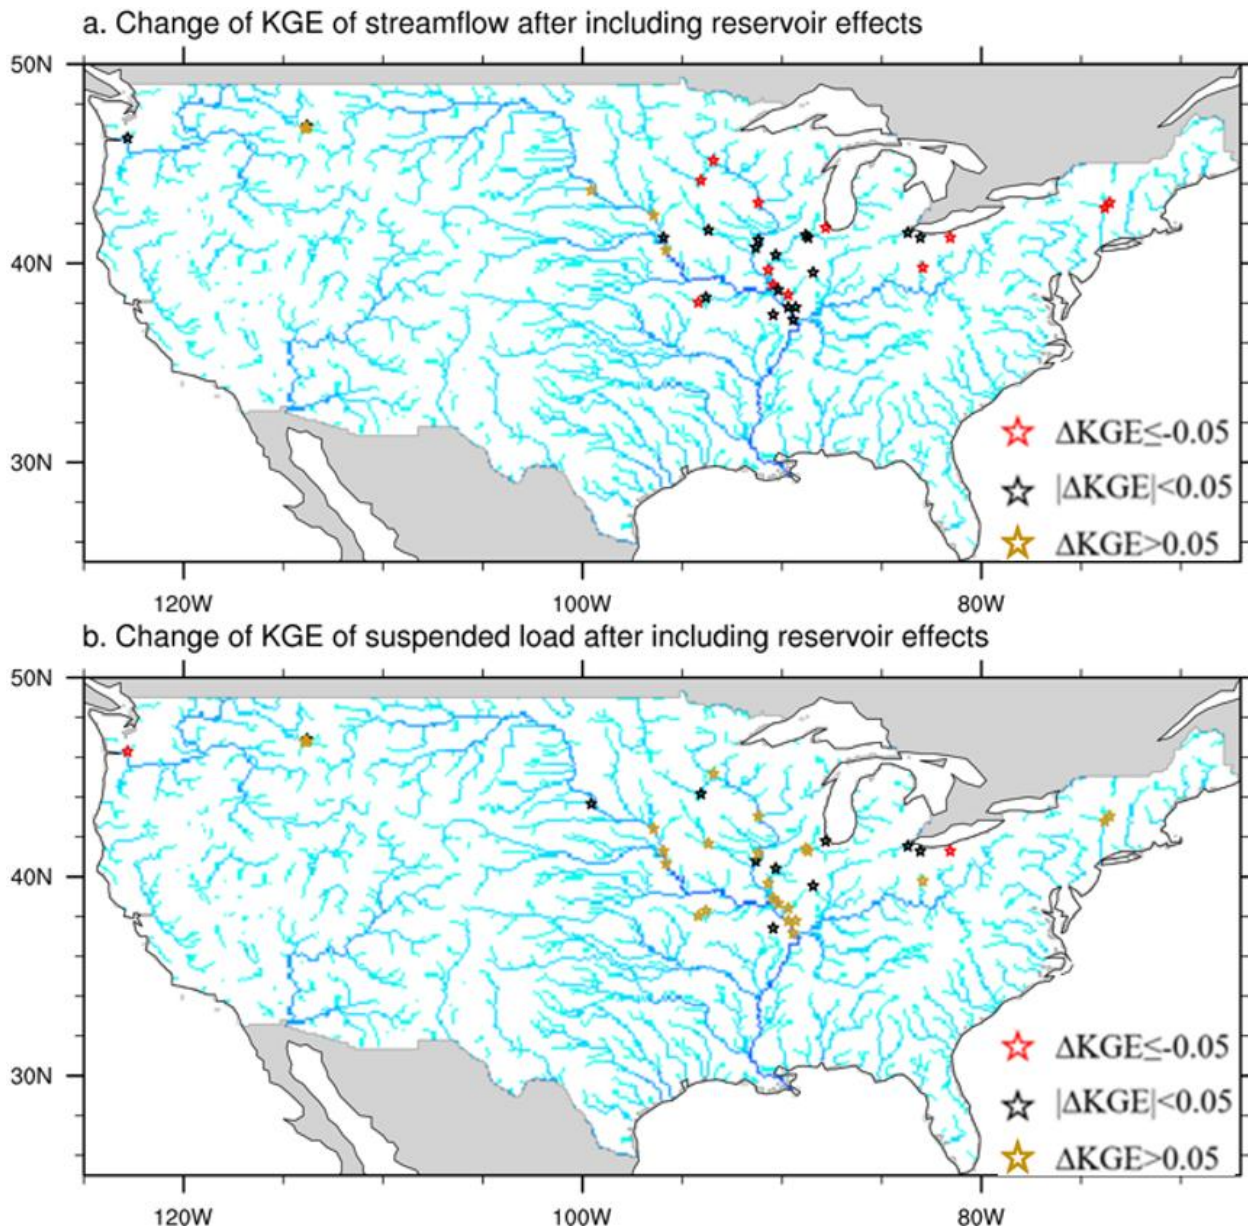 a. Change of KGE of streamflow after including reservoir effects
50N
40N
30N
ΔKGE≤-0.05
|ΔKGE|<0.05
ΔKGE>0.05
120W 100W 80W
b. Change of KGE of suspended load after including reservoir effects
50N
40N
30N
ΔKGE≤-0.05
|ΔKGE|<0.05
ΔKGE>0.05
120W 100W 80W